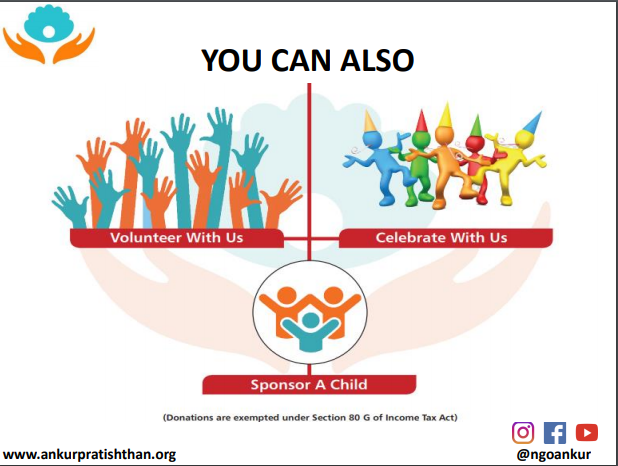 YOU CAN ALSO
Volunteer With Us
Celebrate With Us
Sponsor A Child
(Donations are exempted under Section 80 G of Income Tax Act)
www.ankurpratishthan.org
@ngoankur